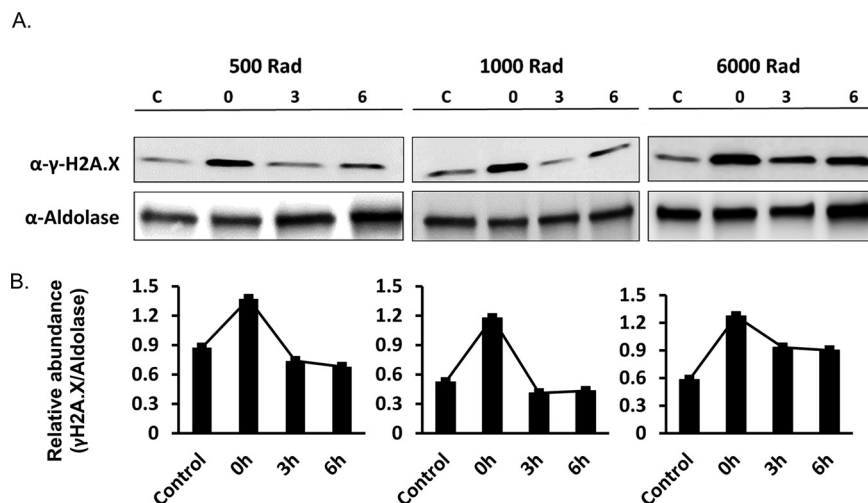 A.
500 Rad 1000 Rad 6000 Rad
C 0 3 6 C 0 3 6 C 0 3 6
α-γ-H2A.X
α-Aldolase
B.
Relative abundance
(γH2A.X/Aldolase)
1.5 1.5 1.5
1.2 1.2 1.2
0.9 0.9 0.9
0.6 0.6 0.6
0.3 0.3 0.3
0 0 0
Control 0h 3h 6h Control 0h 3h 6h Control 0h 3h 6h